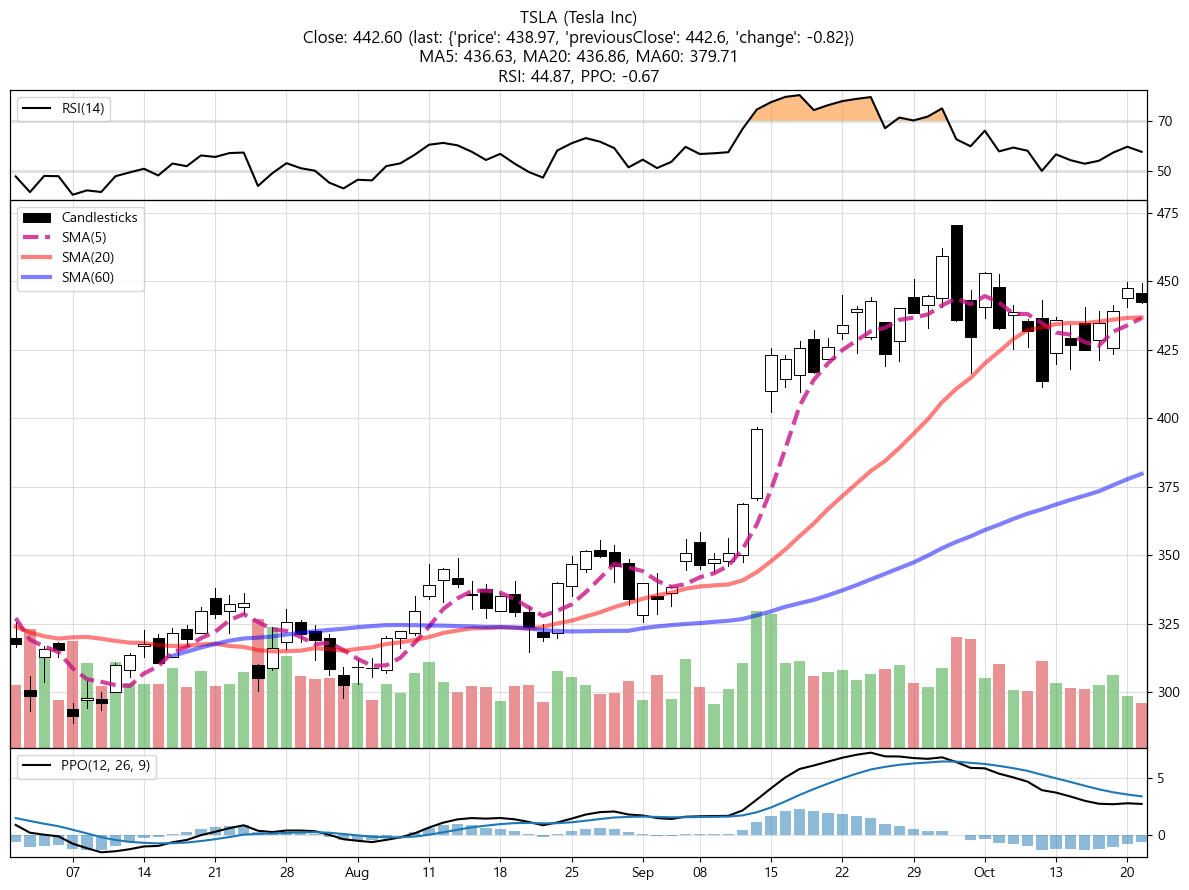 TSLA (Tesla Inc)
Close: 442.60 (last: {'price': 438.97, 'previousClose': 442.6, 'change': -0.82})
MA5: 436.63, MA20: 436.86, MA60: 379.71
RSI: 44.87, PPO: -0.67
RSI(14)
70
50
Candlesticks
SMA(5)
SMA(20)
SMA(60)
475
450
425
400
375
350
325
300
PPO(12, 26, 9)
5
0
07 14 21 28 Aug 11 18 25 Sep 08 15 22 29 Oct 13 20